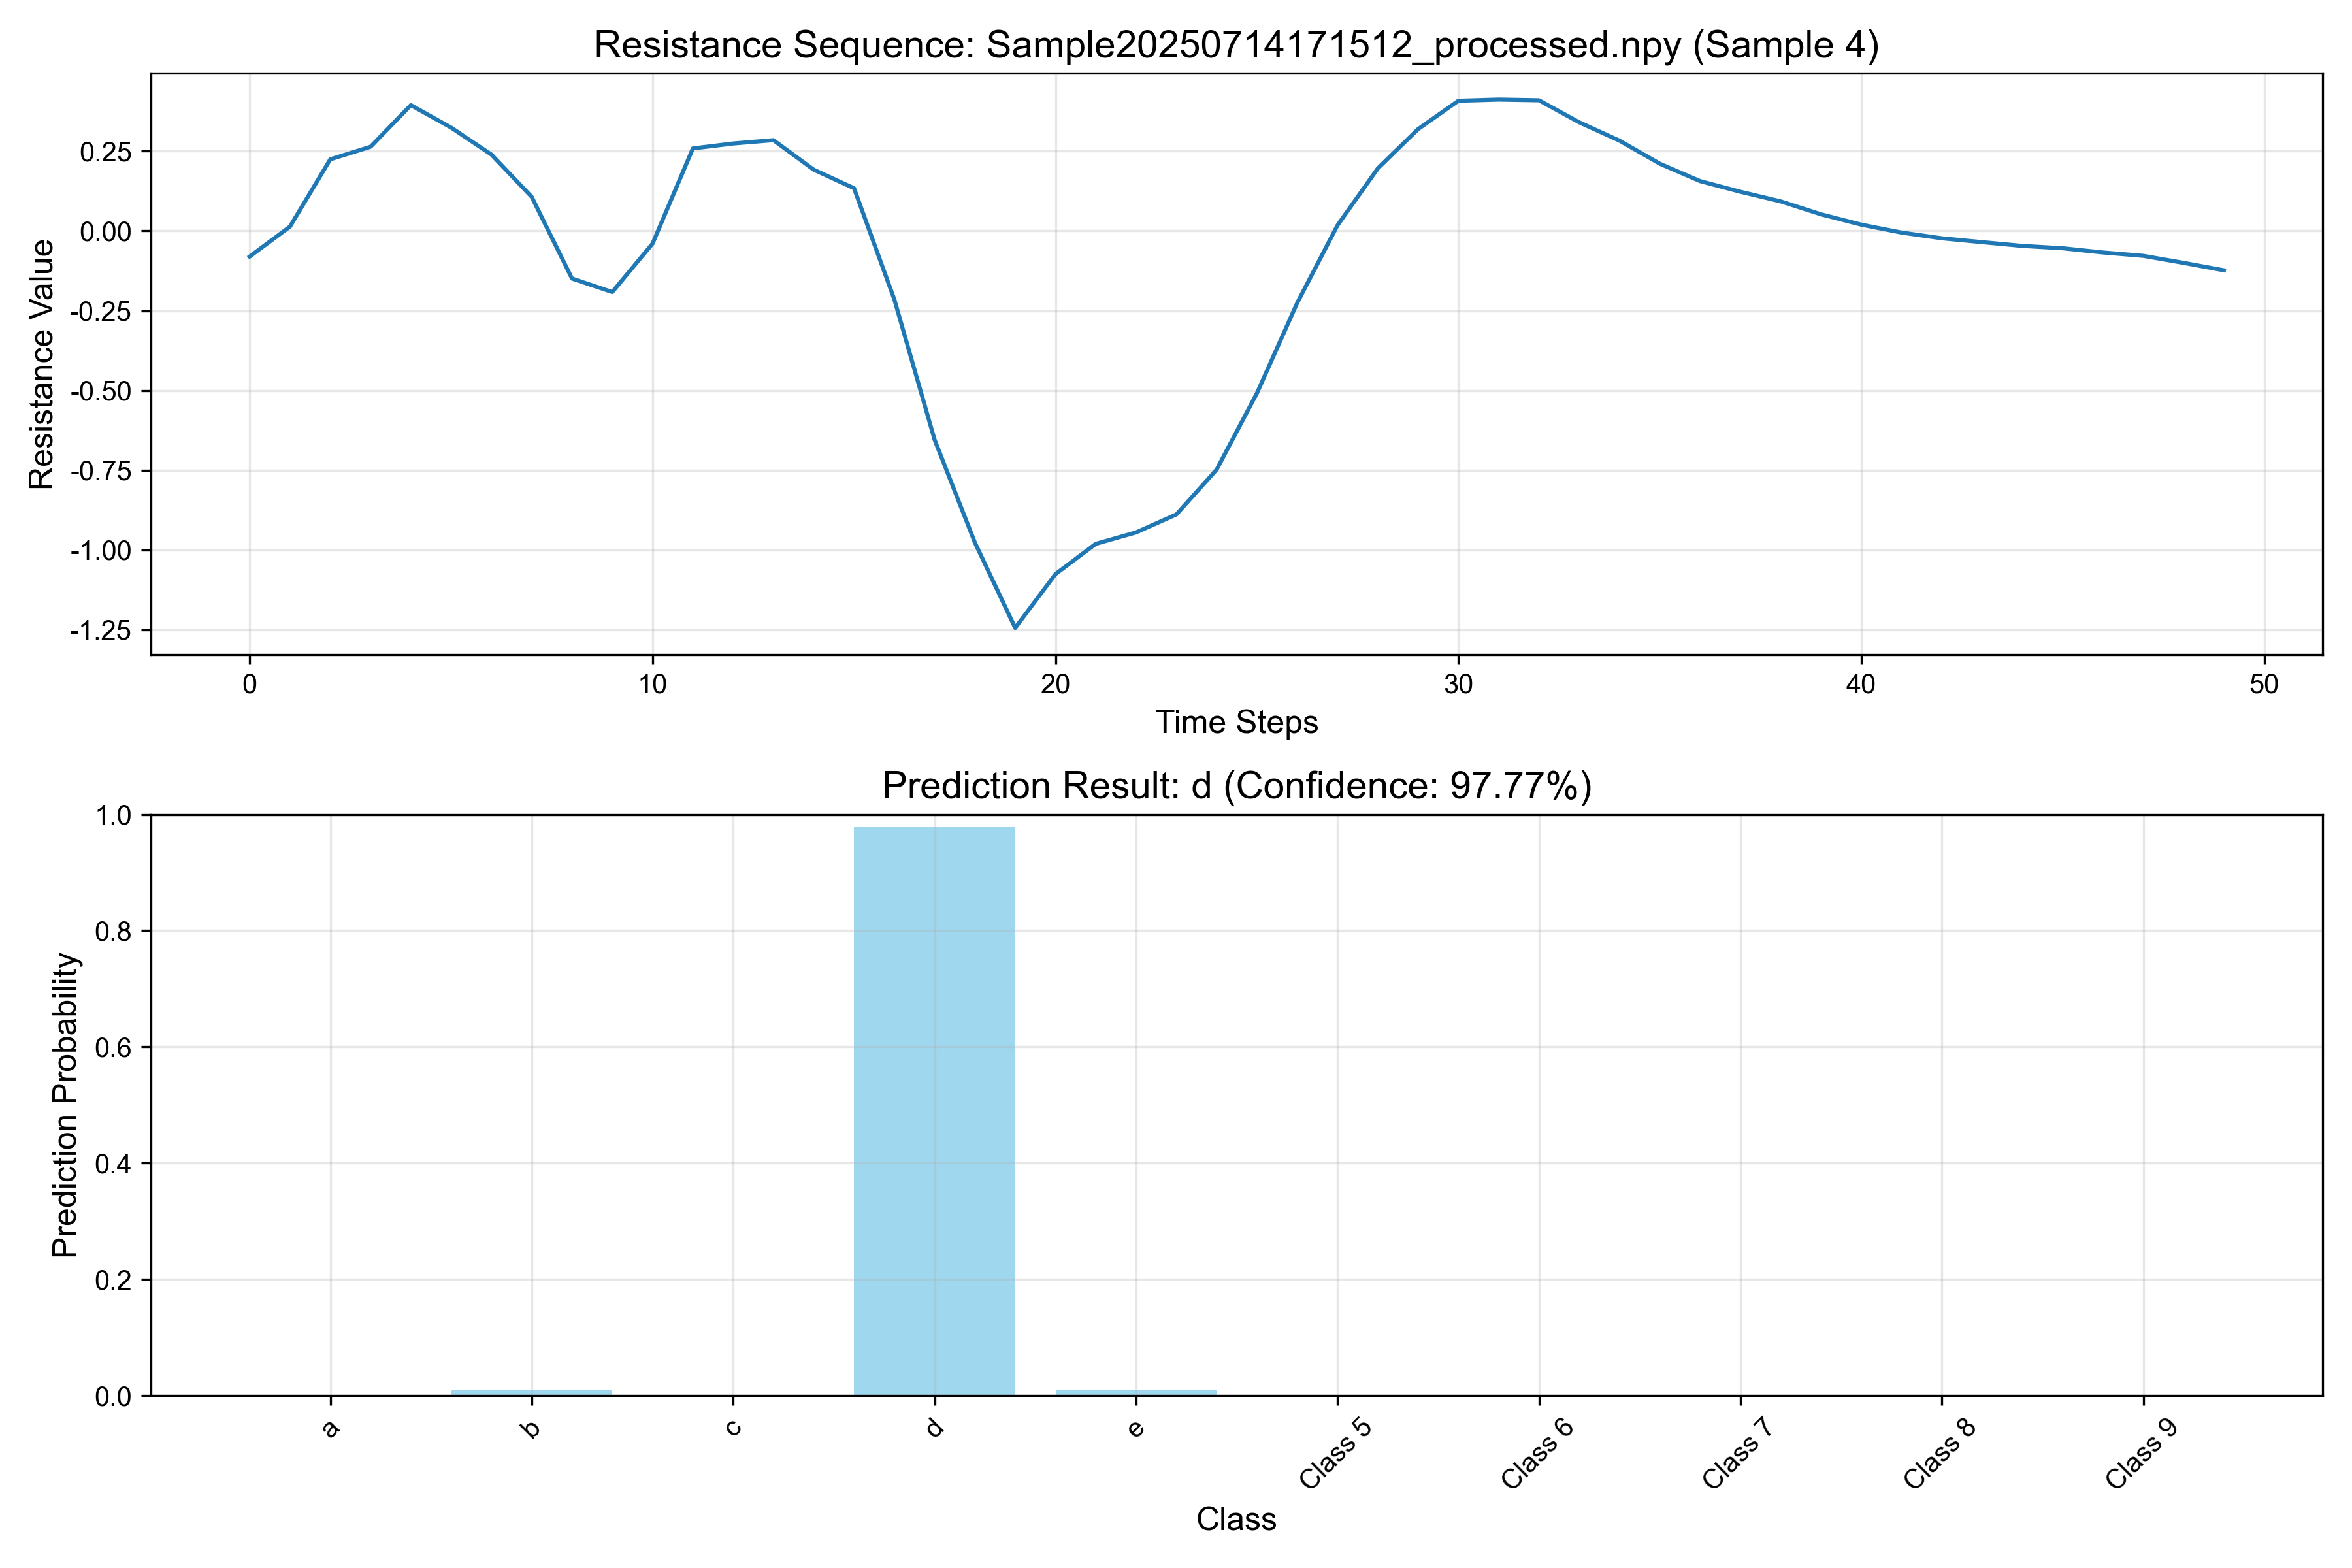 Resistance Sequence: Sample20250714171512_processed.npy (Sample 4)
Resistance Value
0.25
0.00
-0.25
-0.50
-0.75
-1.00
-1.25
0 10 20 30 40 50
Time Steps
Prediction Result: d (Confidence: 97.77%)
Prediction Probability
1.0
0.8
0.6
0.4
0.2
0.0
a b c d e Class 5 Class 6 Class 7 Class 8 Class 9
Class